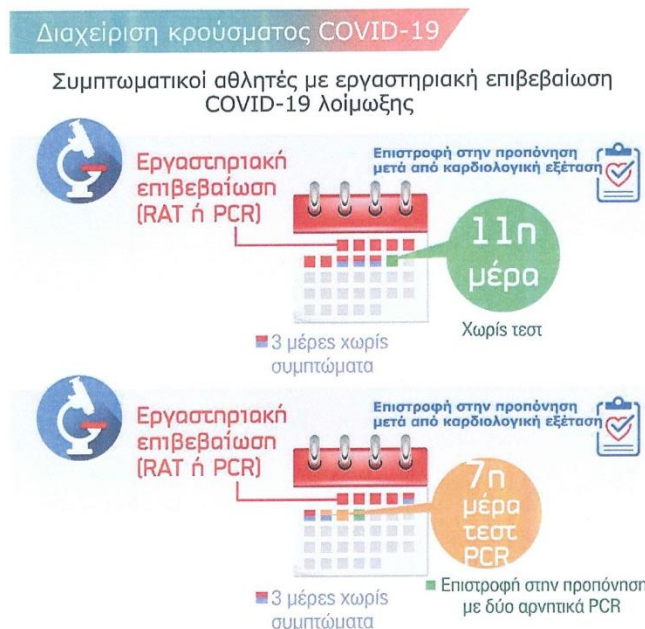 Διαχείριση κρούσματος COVID-19
Συμπτωματικοί αθλητές με εργαστηριακή επιβεβαίωση
COVID-19 λοίμωξης
Εργαστηριακή
επιβεβαίωση
(RAT ή PCR)
Επιστροφή στην προπόνηση
μετά από καρδιολογική εξέταση
11η
μέρα
Χωρίς τεστ
3 μέρες χωρίς
συμπτώματα
Εργαστηριακή
επιβεβαίωση
(RAT ή PCR)
Επιστροφή στην προπόνηση
μετά από καρδιολογική εξέταση
7η
μέρα
τεστ
PCR
3 μέρες χωρίς
συμπτώματα
Επιστροφή στην προπόνηση
με δύο αρνητικά PCR